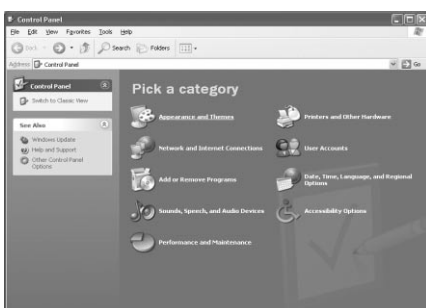 Control Panel
File Edit View Favorites Tools Help
Back Search Folders
Address Control Panel Go
Control Panel
Switch to Classic View
See Also
Windows Update
Help and Support
Other Control Panel
Options
Pick a category
Appearance and Themes
Printers and Other Hardware
Network and Internet Connections
User Accounts
Add or Remove Programs
Date, Time, Language, and Regional
Options
Sounds, Speech, and Audio Devices
Accessibility Options
Performance and Maintenance